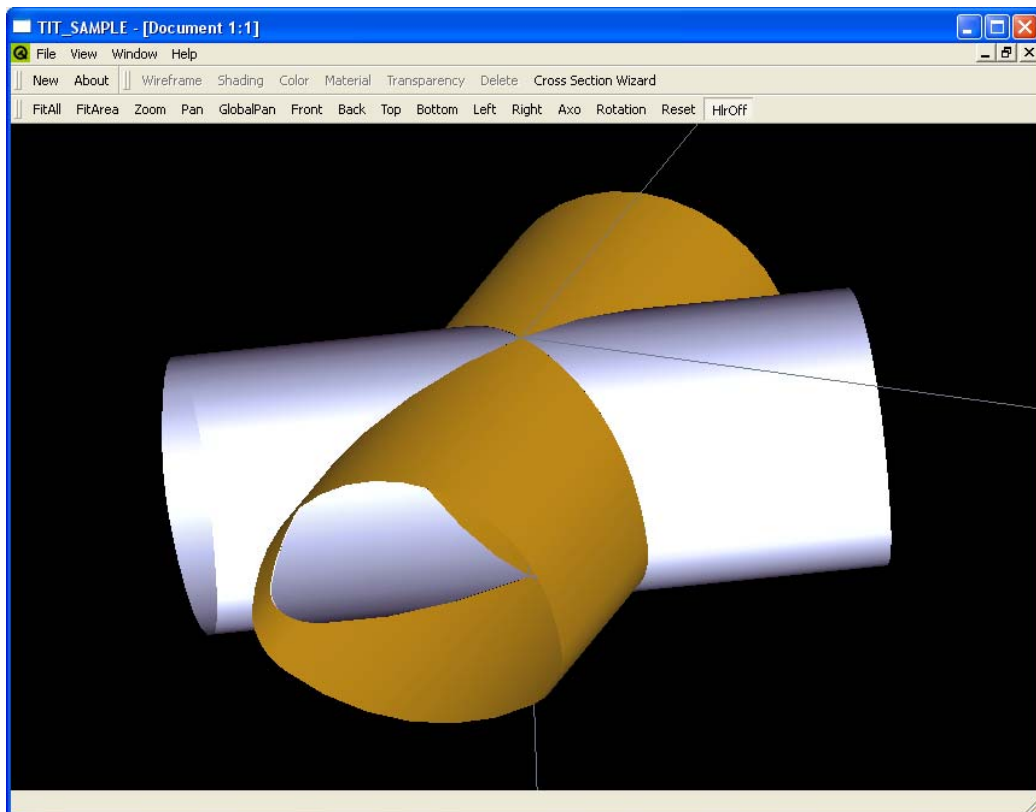 TIT_SAMPLE - [Document 1:1]
File View Window Help
New About Wireframe Shading Color Material Transparency Delete Cross Section Wizard
FitAll FitArea Zoom Pan GlobalPan Front Back Top Bottom Left Right Axo Rotation Reset HlrOff